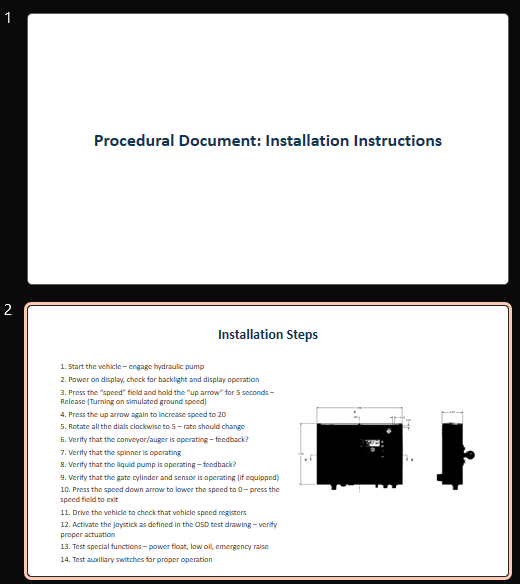 1
Procedural Document: Installation Instructions
2
Installation Steps
1. Start the vehicle – engage hydraulic pump
2. Power on display, check for backlight and display operation
3. Press the "speed" field and hold the "up arrow" for 5 seconds –
Release (Turning on simulated ground speed)
4. Press the up arrow again to increase speed to 20
5. Rotate all the dials clockwise to 5 – rate should change
6. Verify that the conveyor/auger is operating – feedback?
7. Verify that the spinner is operating
8. Verify that the liquid pump is operating – feedback?
9. Verify that the gate cylinder and sensor is operating (if equipped)
10. Press the speed down arrow to lower the speed to 0 – press the
speed field to exit
11. Drive the vehicle to check that vehicle speed registers
12. Activate the joystick as defined in the OSD test drawing – verify
proper actuation
13. Test special functions – power float, low oil, emergency raise
14. Test auxiliary switches for proper operation